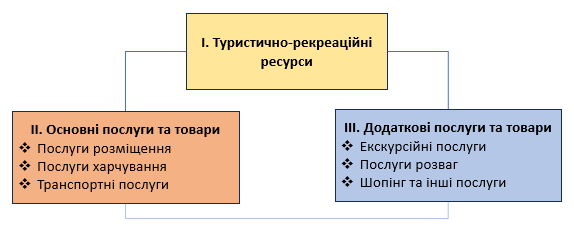 I. Туристично-рекреаційні
ресурси
II. Основні послуги та товари
❖ Послуги розміщення
❖ Послуги харчування
❖ Транспортні послуги
III. Додаткові послуги та товари
❖ Екскурсійні послуги
❖ Послуги розваг
❖ Шопінг та інші послуги